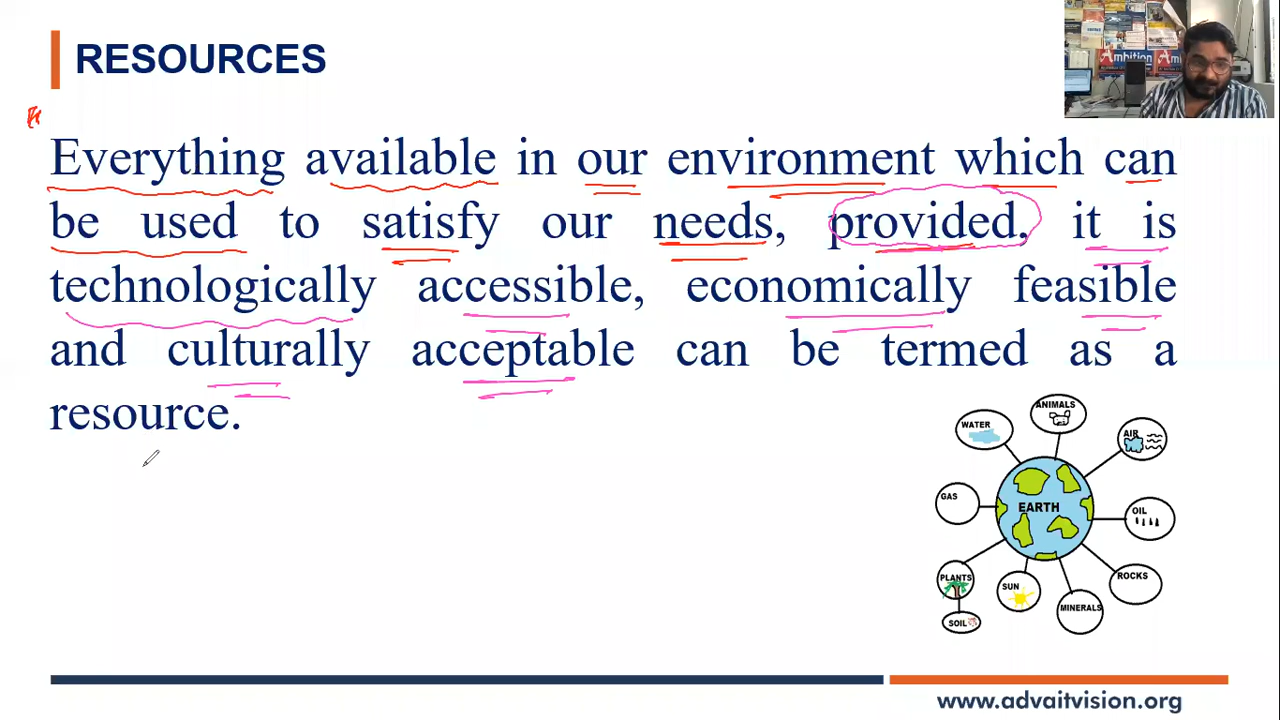 RESOURCES
Ambition
Ambition
Everything available in our environment which can
be used to satisfy our needs, provided, it is
technologically accessible, economically feasible
and culturally acceptable can be termed as a
resource.
ANIMALS
WATER
AIR
GAS
EARTH
OIL
PLANTS
SUN
ROCKS
MINERALS
SOIL
www.advaitvision.org